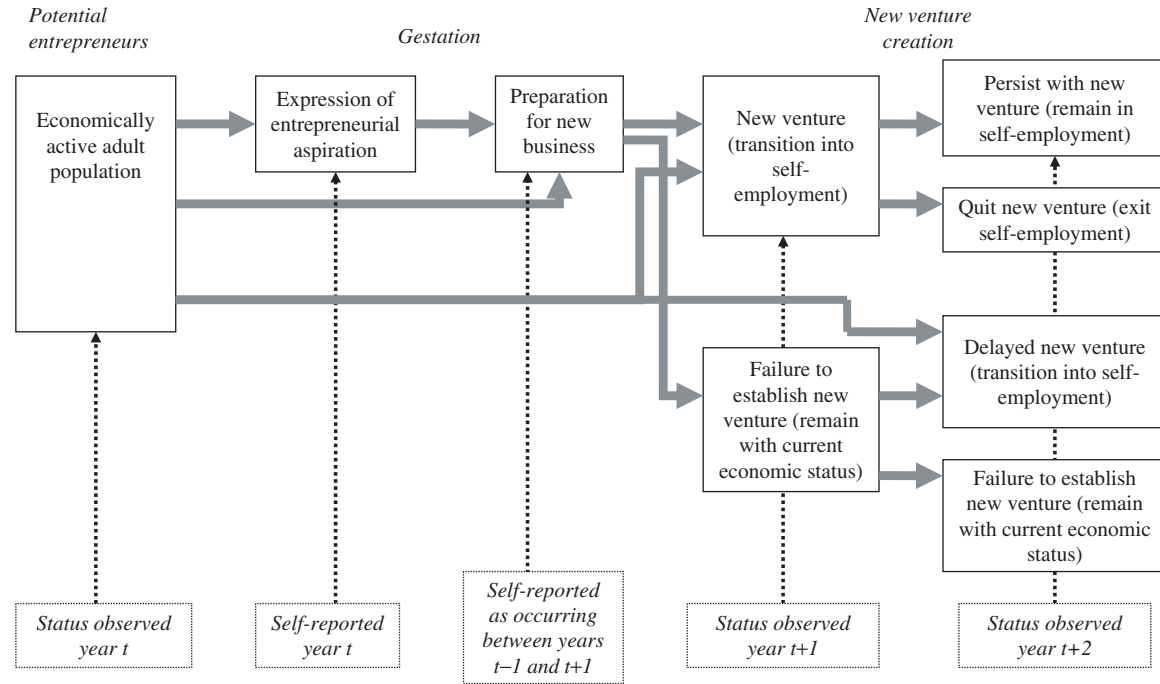 Potential
entrepreneurs
Gestation
New venture
creation
Economically
active adult
population
Expression of
entrepreneurial
aspiration
Preparation
for new
business
New venture
(transition into
self-
employment)
Persist with new
venture (remain in
self-employment)
Quit new venture (exit
self-employment)
Failure to
establish new
venture (remain
with current
economic status)
Delayed new venture
(transition into self-
employment)
Failure to establish
new venture (remain
with current economic
status)
Status observed
year t
Self-reported
year t
Self-reported
as occurring
between years
t−1 and t+1
Status observed
year t+1
Status observed
year t+2